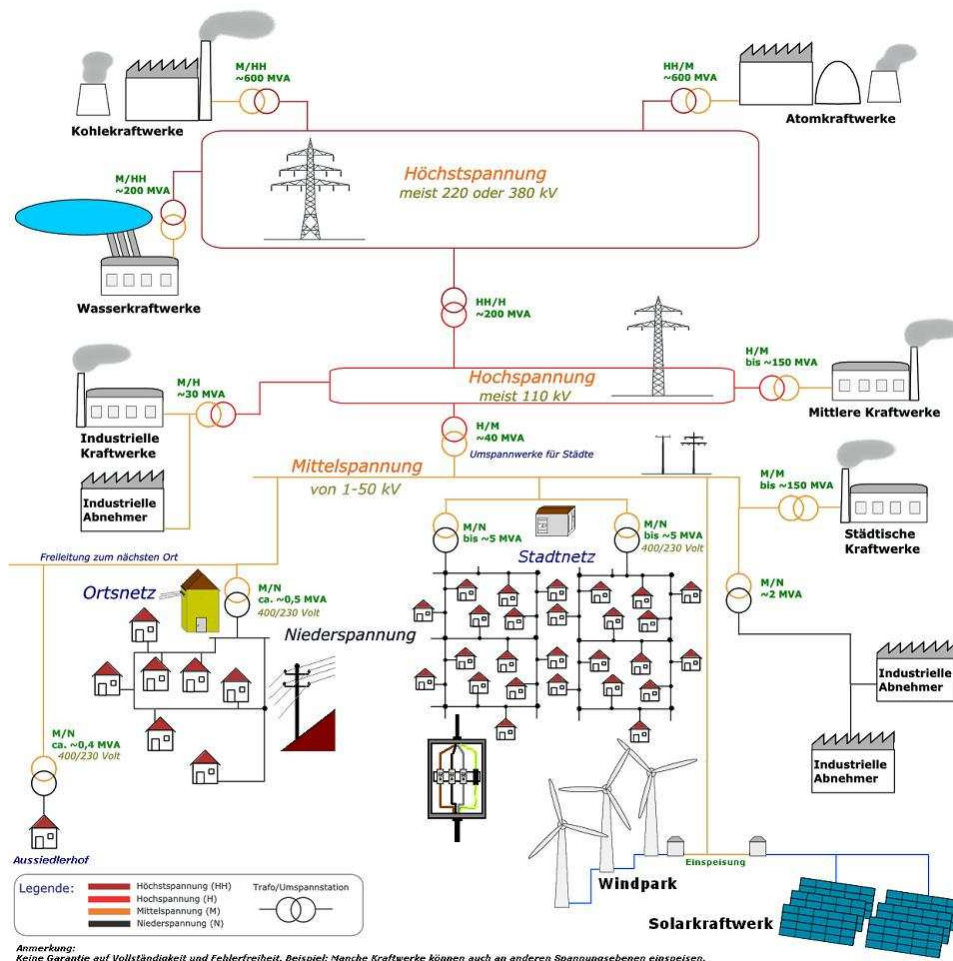 M/HH
~600 MVA
HH/M
~600 MVA
Kohlekraftwerke
Atomkraftwerke
Höchstspannung
meist 220 oder 380 kV
M/HH
~200 MVA
Wasserkraftwerke
HH/H
~200 MVA
H/M
bis ~150 MVA
M/H
~30 MVA
Hochspannung
meist 110 kV
Mittlere Kraftwerke
Industrielle
Kraftwerke
H/M
~40 MVA
Umspannwerke für Städte
Mittelspannung
von 1-50 kV
M/M
bis ~150 MVA
Industrielle
Abnehmer
Städtische
Kraftwerke
M/N
bis ~5 MVA
M/N
bis ~5 MVA
400/230 Volt
Stadtnetz
Freileitung zum nächsten Ort
Ortsnetz
M/N
ca. ~0,5 MVA
400/230 Volt
M/N
~2 MVA
Niederspannung
Industrielle
Abnehmer
M/N
ca. ~0,4 MVA
400/230 Volt
Industrielle
Abnehmer
Aussiedlerhof
Einspeisung
Windpark
Solarkraftwerk
Legende:
Höchstspannung (HH)
Hochspannung (H)
Mittelspannung (M)
Niederspannung (N)
Trafo/Umspannstation
Anmerkung:
Keine Garantie auf Vollständigkeit und Fehlerfreiheit. Beispiel: Manche Kraftwerke können auch an anderen Spannungsebenen einspeisen.